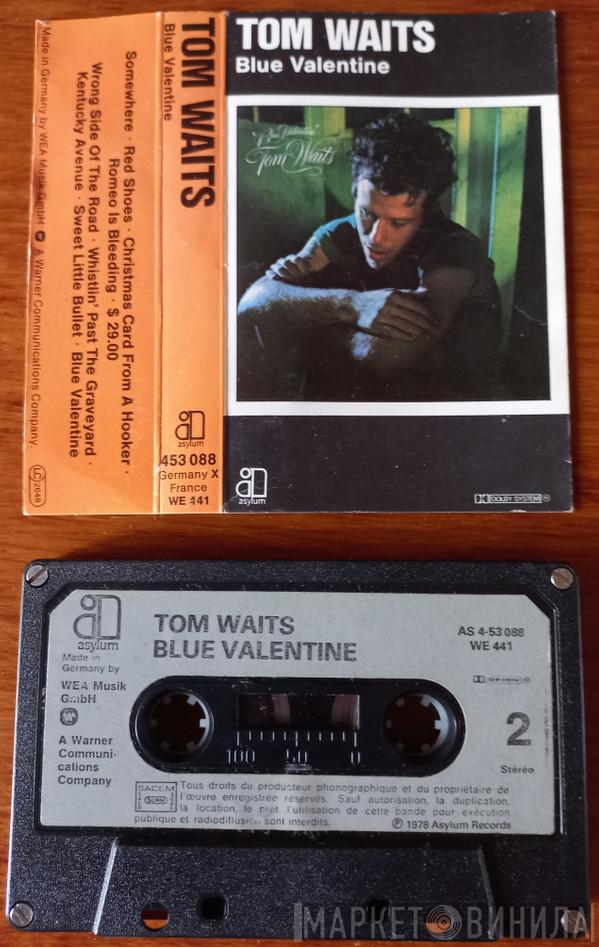 TOM WAITS
Blue Valentine
Blue Valentine
Tom Waits
asylum
DOLBY SYSTEM
TOM WAITS
Blue Valentine
asylum
453 088
Germany X
France
WE 441
Somewhere · Red Shoes · Christmas Card From A Hooker ·
Romeo Is Bleeding · $ 29.00
Wrong Side Of The Road · Whistlin' Past The Graveyard ·
Kentucky Avenue · Sweet Little Bullet · Blue Valentine
Made in Germany by WEA Musik GmbH W A Warner Communications Company.
LC 2649
asylum
Made in
Germany by
WEA Musik
GmbH
A Warner
Communi-
cations
Company
TOM WAITS
BLUE VALENTINE
AS 4-53 088
WE 441
2
Stéréo
100 50 0
SACEM
SDRM
Tous droits du producteur phonographique et du propriétaire de
l'œuvre enregistrée réservés. Sauf autorisation, la duplication,
la location, le prêt, l'utilisation de cette bande pour exécution
publique et radiodiffusion sont interdits.
℗ 1978 Asylum Records
МАРКЕТ ВИНИЛА